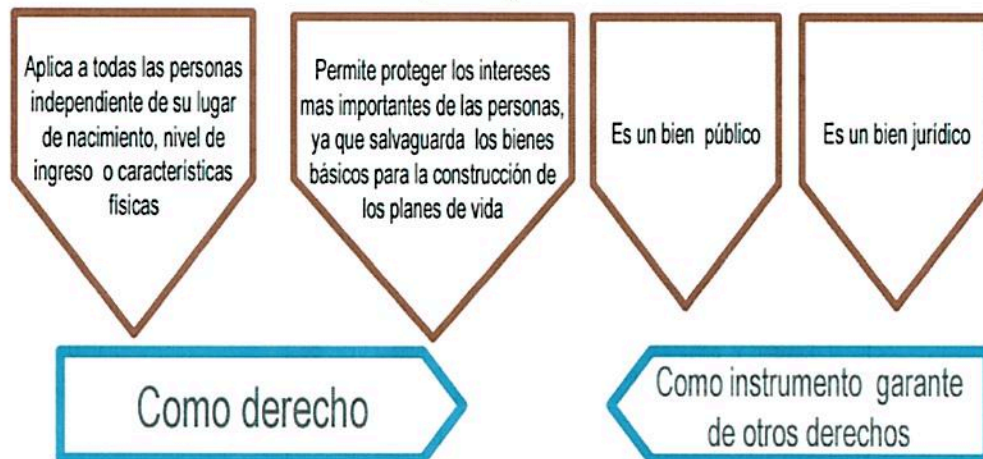 Aplica a todas las personas
independiente de su lugar
de nacimiento, nivel de
ingreso o características
físicas
Permite proteger los intereses
mas importantes de las personas,
ya que salvaguarda los bienes
básicos para la construcción de
los planes de vida
Es un bien público
Es un bien jurídico
Como derecho
Como instrumento garante
de otros derechos